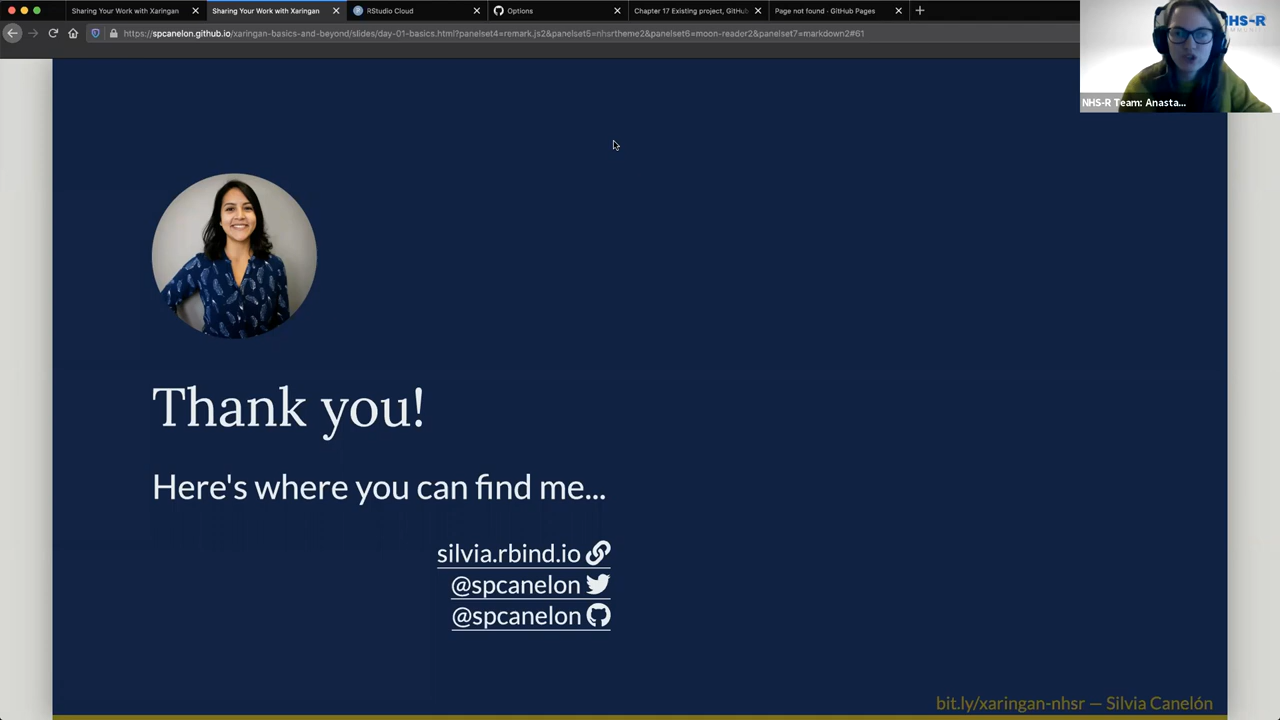 Sharing Your Work with Xaringan
Sharing Your Work with Xaringan
RStudio Cloud
Options
Chapter 17 Existing project, GitHub
Page not found · GitHub Pages
https://spcanelon.github.io/xaringan-basics-and-beyond/slides/day-01-basics.html?panelset4=remark.js2&panelset5=nhsrtheme2&panelset6=moon-reader2&panelset7=markdown2#61
NHS-R
NHS-R Team: Anasta...
Thank you!
Here's where you can find me...
silvia.rbind.io
@spcanelon
@spcanelon
bit.ly/xaringan-nhsr — Silvia Canelón